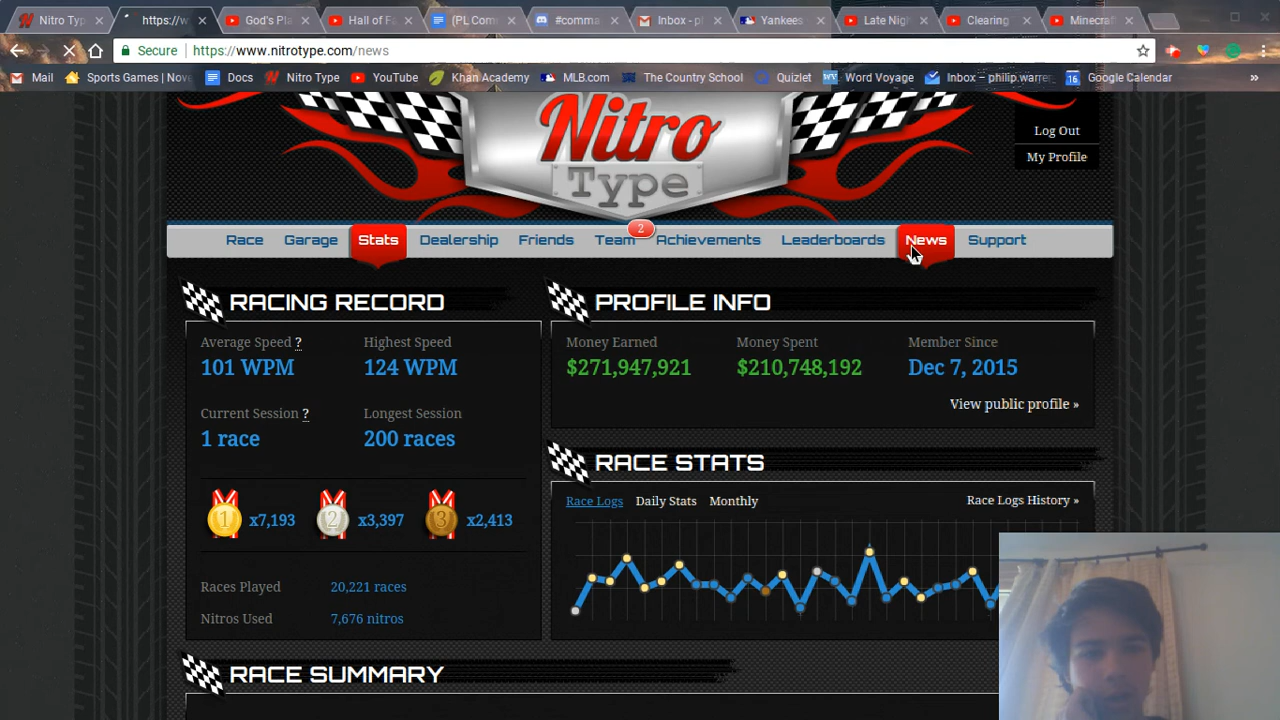 Nitro Typ
https://w
God's Pla
Hall of Fa
(PL Com
#comma
Inbox - pl
Yankees
Late Nigh
Clearing
Minecraf
Secure https://www.nitrotype.com/news
Mail Sports Games | Nove Docs Nitro Type YouTube Khan Academy MLB.com The Country School Quizlet Word Voyage Inbox – philip.warre 16 Google Calendar »
Nitro
Type
Log Out
My Profile
2
Race Garage Stats Dealership Friends Team Achievements Leaderboards News Support
RACING RECORD
Average Speed ? Highest Speed
101 WPM 124 WPM
Current Session ? Longest Session
1 race 200 races
1 x7,193 2 x3,397 3 x2,413
Races Played 20,221 races
Nitros Used 7,676 nitros
PROFILE INFO
Money Earned Money Spent Member Since
$271,947,921 $210,748,192 Dec 7, 2015
View public profile »
RACE STATS
Race Logs Daily Stats Monthly Race Logs History »
RACE SUMMARY